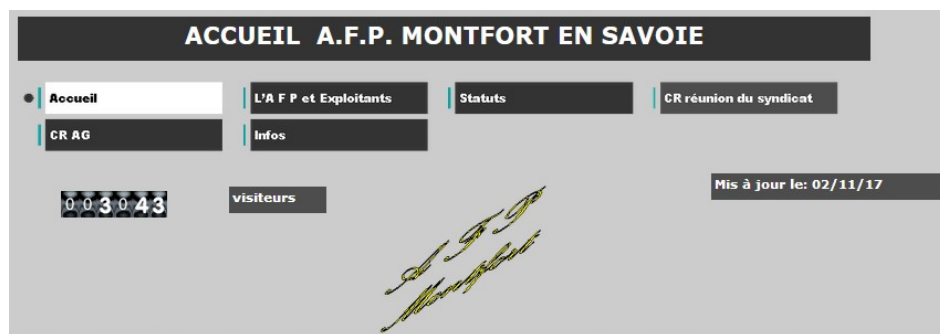 ACCUEIL A.F.P. MONTFORT EN SAVOIE
Accueil
L'A F P et Exploitants
Statuts
CR réunion du syndicat
CR AG
Infos
003043
visiteurs
Mis à jour le: 02/11/17
A F P
Montfort